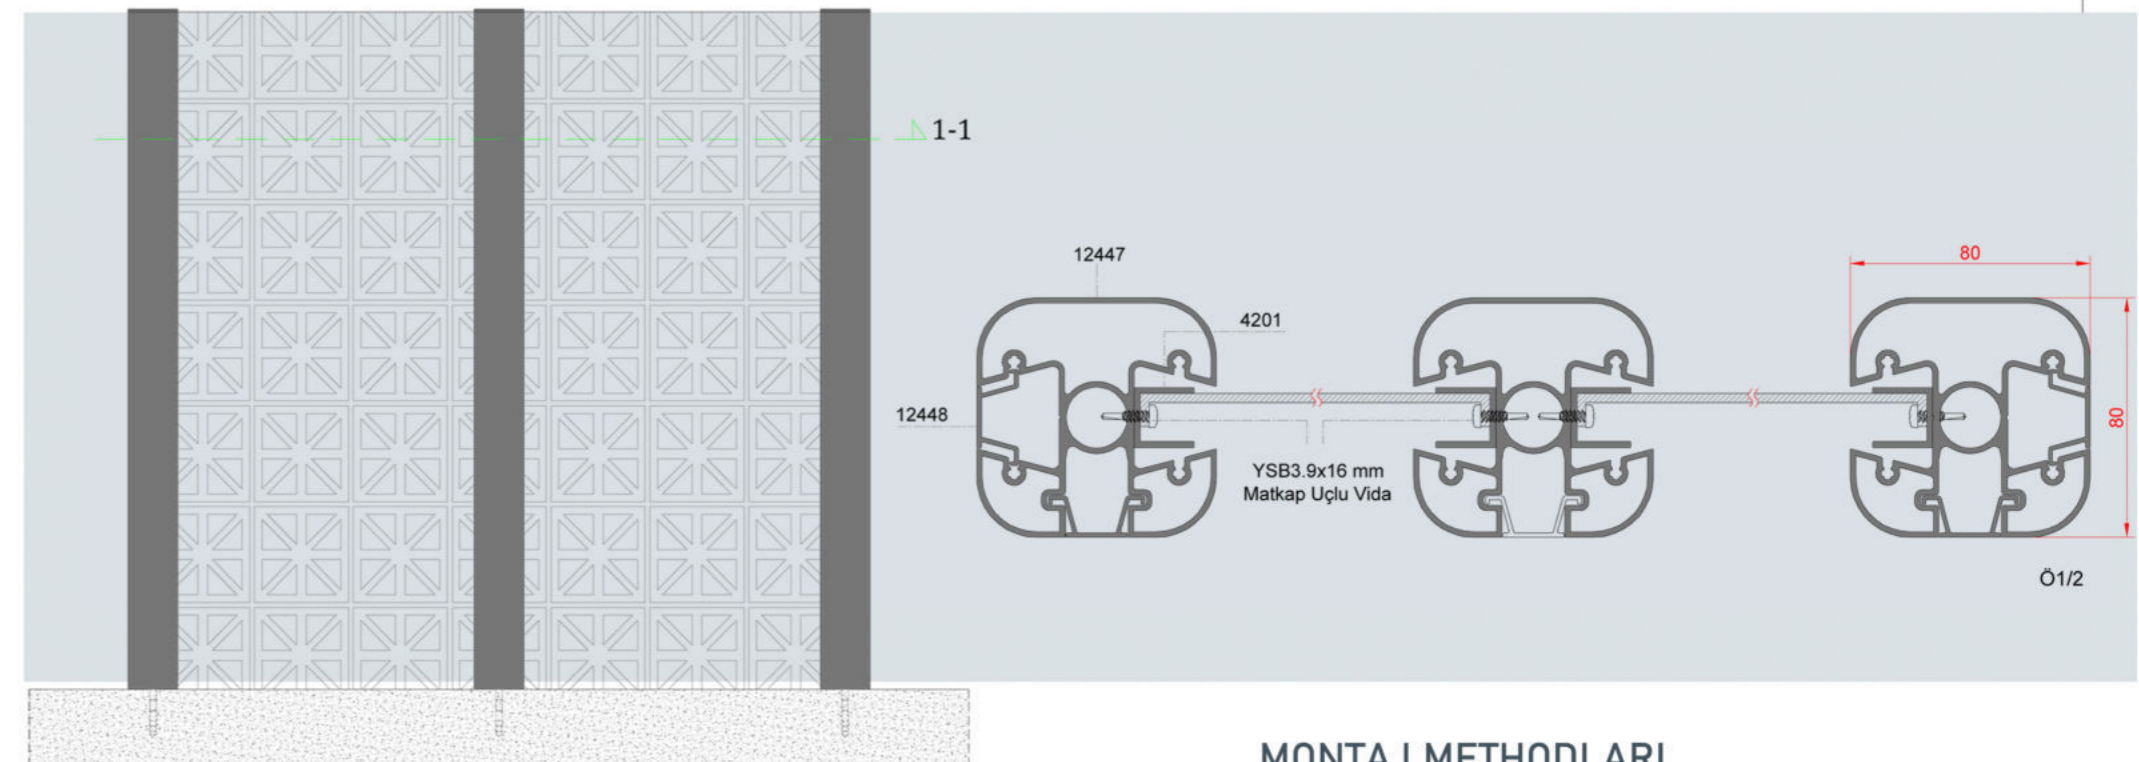 1-1
12447
80
4201
12448
80
YSB3.9x16 mm
Matkap Uçlu Vida
Ö1/2
MONTAJ METHODLARI